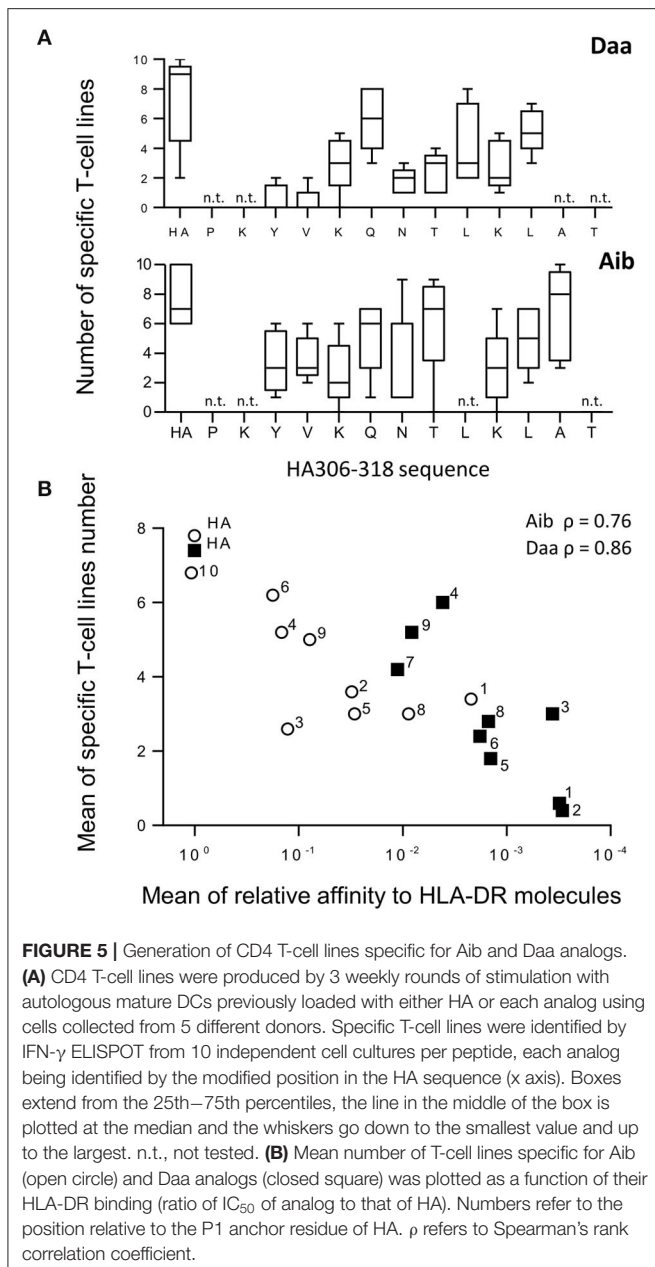 A
Daa
Number of specific T-cell lines
10
8
6
4
2
0
n.t. n.t. n.t. n.t.
HA P K Y V K Q N T L K L A T
Aib
10
8
6
4
2
0
n.t. n.t. n.t. n.t.
HA P K Y V K Q N T L K L A T
HA306-318 sequence
B
Mean of specific T-cell lines number
8
6
4
2
0
Aib ρ = 0.76
Daa ρ = 0.86
HA
HA
10
6
4
9
3
2
5
8
1
7
9
4
8
6
5
3
1
2
10⁰ 10⁻¹ 10⁻² 10⁻³ 10⁻⁴
Mean of relative affinity to HLA-DR molecules
FIGURE 5 | Generation of CD4 T-cell lines specific for Aib and Daa analogs.
(A) CD4 T-cell lines were produced by 3 weekly rounds of stimulation with
autologous mature DCs previously loaded with either HA or each analog using
cells collected from 5 different donors. Specific T-cell lines were identified by
IFN-γ ELISPOT from 10 independent cell cultures per peptide, each analog
being identified by the modified position in the HA sequence (x axis). Boxes
extend from the 25th–75th percentiles, the line in the middle of the box is
plotted at the median and the whiskers go down to the smallest value and up
to the largest. n.t., not tested. (B) Mean number of T-cell lines specific for Aib
(open circle) and Daa analogs (closed square) was plotted as a function of their
HLA-DR binding (ratio of IC₅₀ of analog to that of HA). Numbers refer to the
position relative to the P1 anchor residue of HA. ρ refers to Spearman's rank
correlation coefficient.